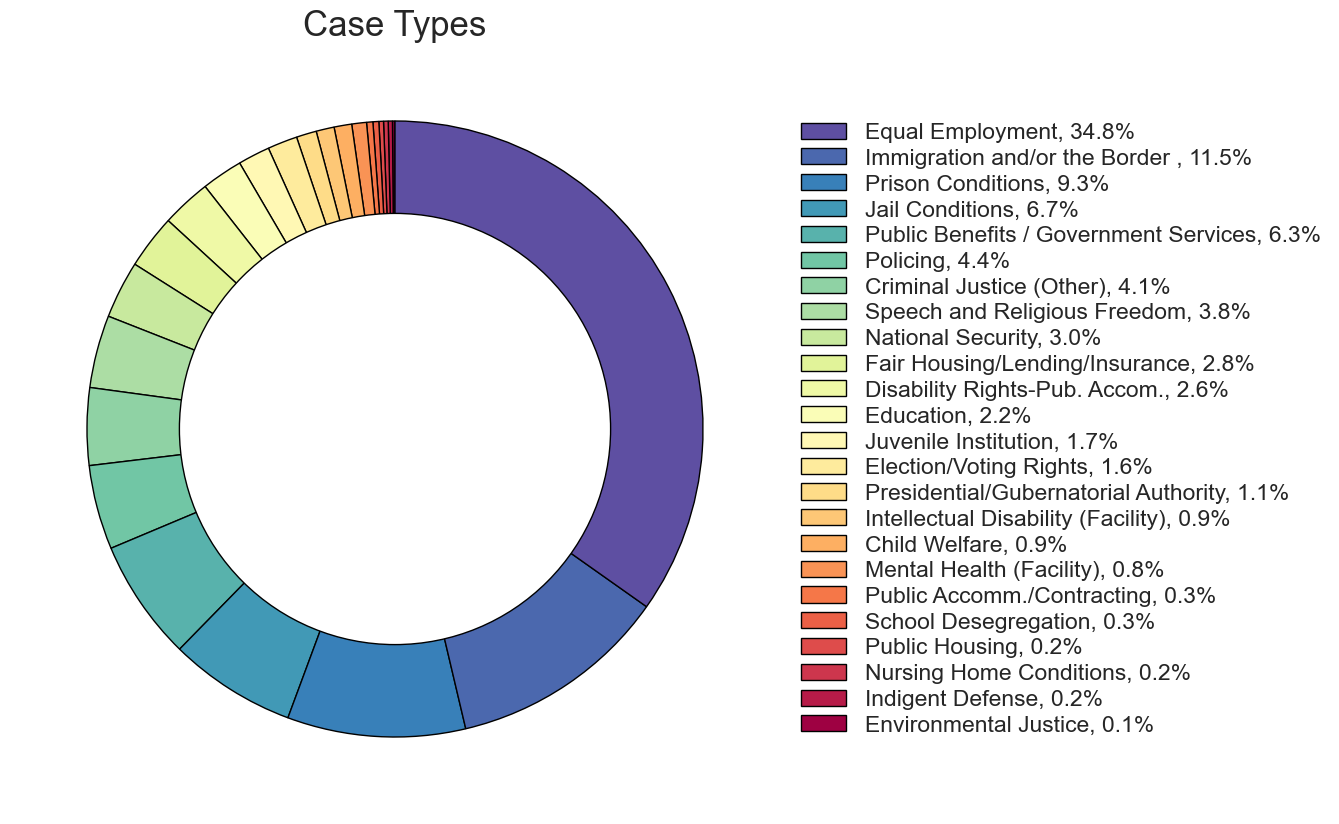 Case Types
Equal Employment, 34.8%
Immigration and/or the Border , 11.5%
Prison Conditions, 9.3%
Jail Conditions, 6.7%
Public Benefits / Government Services, 6.3%
Policing, 4.4%
Criminal Justice (Other), 4.1%
Speech and Religious Freedom, 3.8%
National Security, 3.0%
Fair Housing/Lending/Insurance, 2.8%
Disability Rights-Pub. Accom., 2.6%
Education, 2.2%
Juvenile Institution, 1.7%
Election/Voting Rights, 1.6%
Presidential/Gubernatorial Authority, 1.1%
Intellectual Disability (Facility), 0.9%
Child Welfare, 0.9%
Mental Health (Facility), 0.8%
Public Accomm./Contracting, 0.3%
School Desegregation, 0.3%
Public Housing, 0.2%
Nursing Home Conditions, 0.2%
Indigent Defense, 0.2%
Environmental Justice, 0.1%